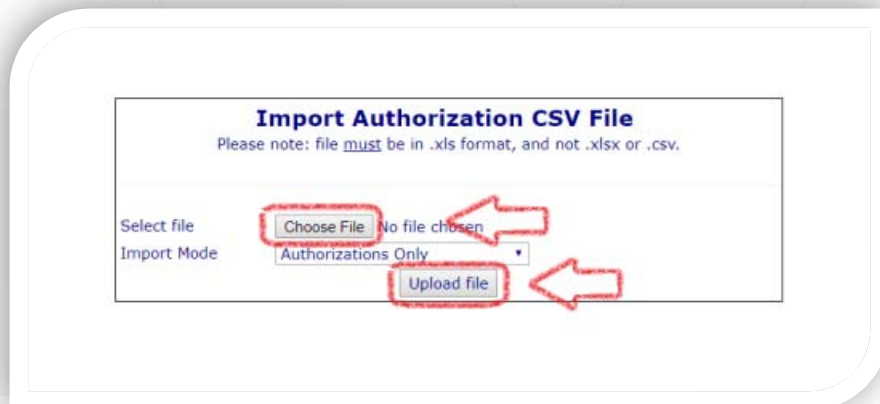 Import Authorization CSV File
Please note: file must be in .xls format, and not .xlsx or .csv.
Select file Choose File No file chosen
Import Mode Authorizations Only
Upload file